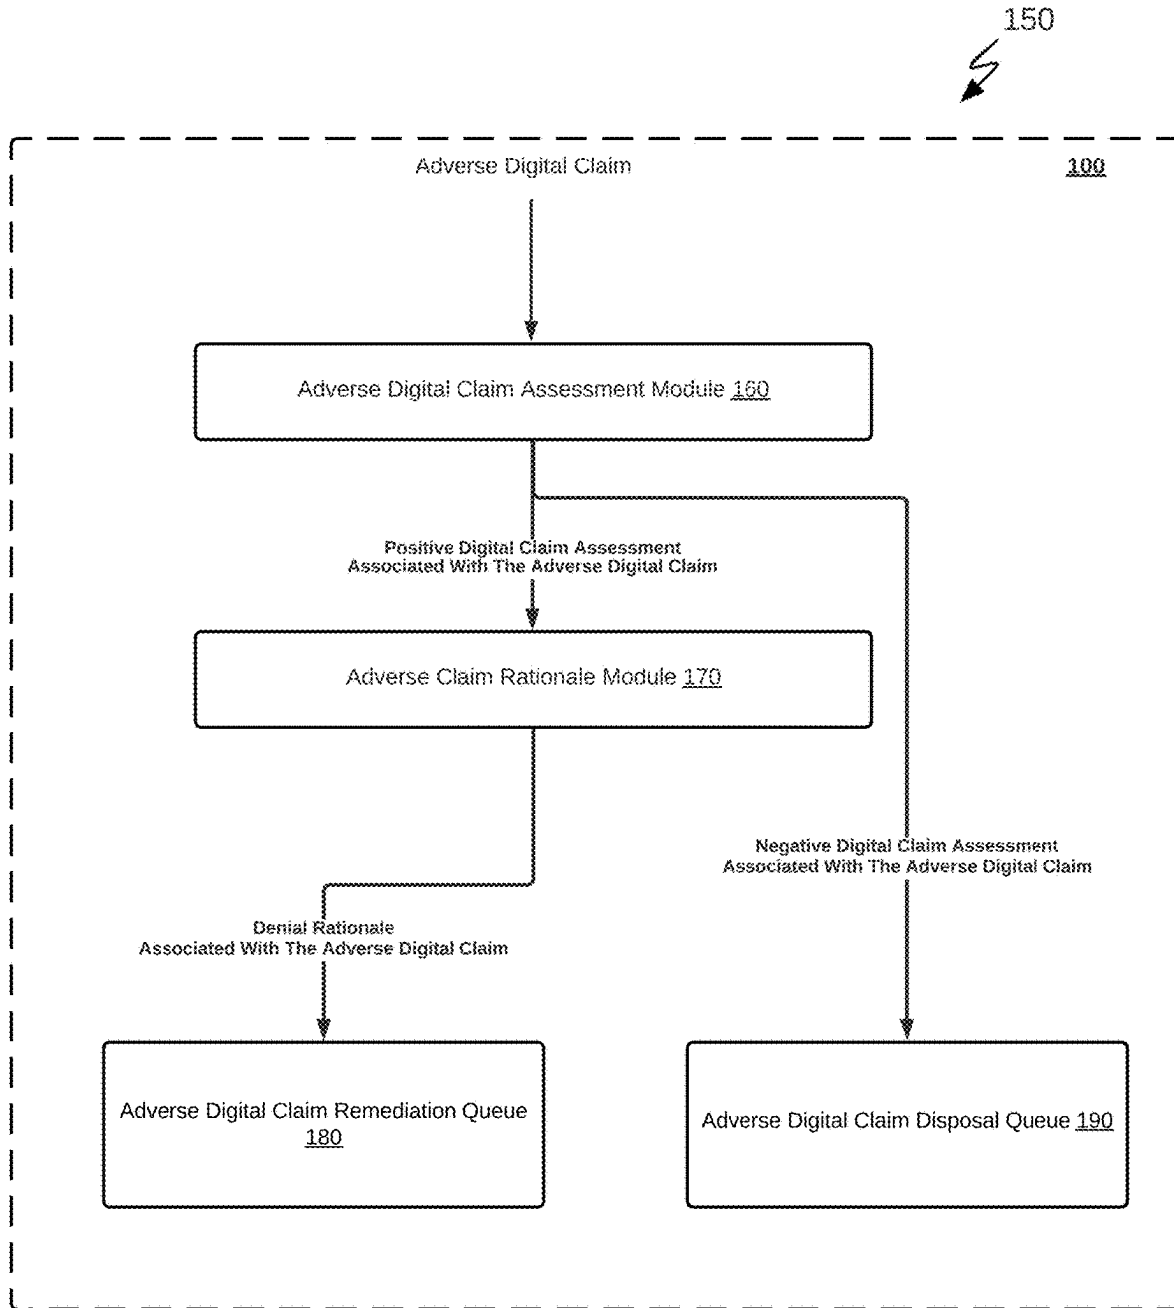 150
Adverse Digital Claim
100
Adverse Digital Claim Assessment Module 160
Positive Digital Claim Assessment
Associated With The Adverse Digital Claim
Adverse Claim Rationale Module 170
Negative Digital Claim Assessment
Associated With The Adverse Digital Claim
Denial Rationale
Associated With The Adverse Digital Claim
Adverse Digital Claim Remediation Queue
180
Adverse Digital Claim Disposal Queue 190